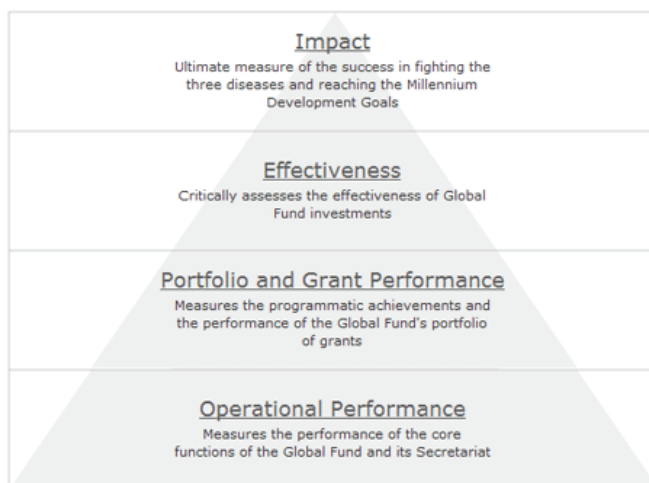 Impact
Ultimate measure of the success in fighting the
three diseases and reaching the Millennium
Development Goals
Effectiveness
Critically assesses the effectiveness of Global
Fund investments
Portfolio and Grant Performance
Measures the programmatic achievements and
the performance of the Global Fund's portfolio
of grants
Operational Performance
Measures the performance of the core
functions of the Global Fund and its Secretariat